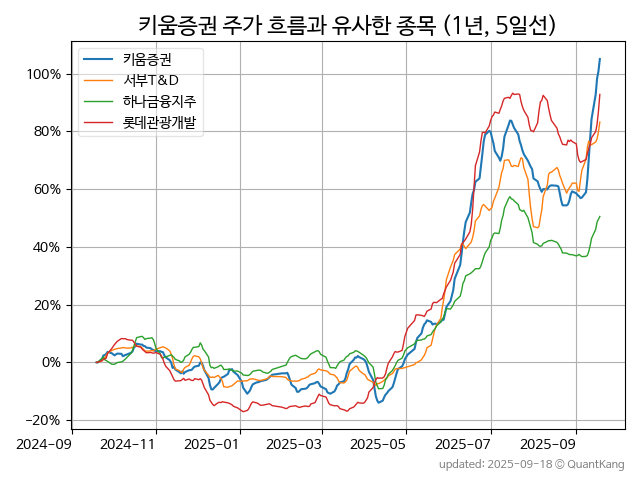 키움증권 주가 흐름과 유사한 종목 (1년, 5일선)
키움증권
서부T&D
하나금융지주
롯데관광개발
100%
80%
60%
40%
20%
0%
−20%
2024-09
2024-11
2025-01
2025-03
2025-05
2025-07
2025-09
updated: 2025-09-18 © QuantKang